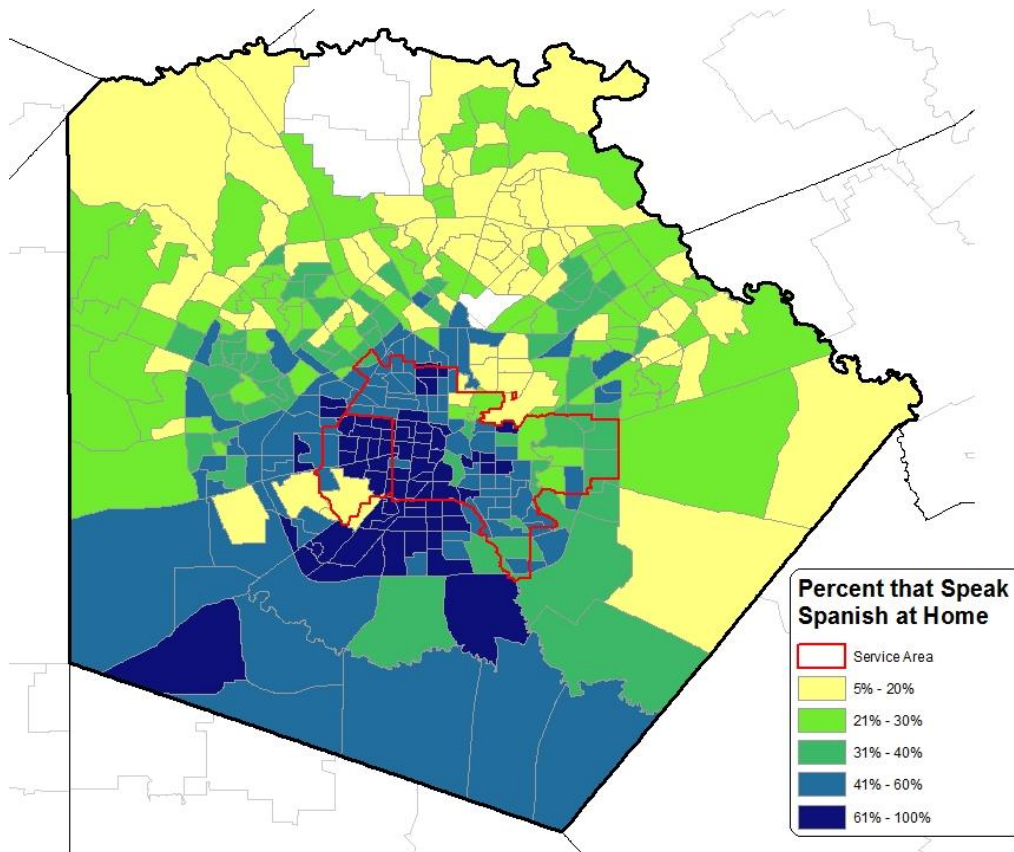 Percent that Speak
Spanish at Home
Service Area
5% - 20%
21% - 30%
31% - 40%
41% - 60%
61% - 100%